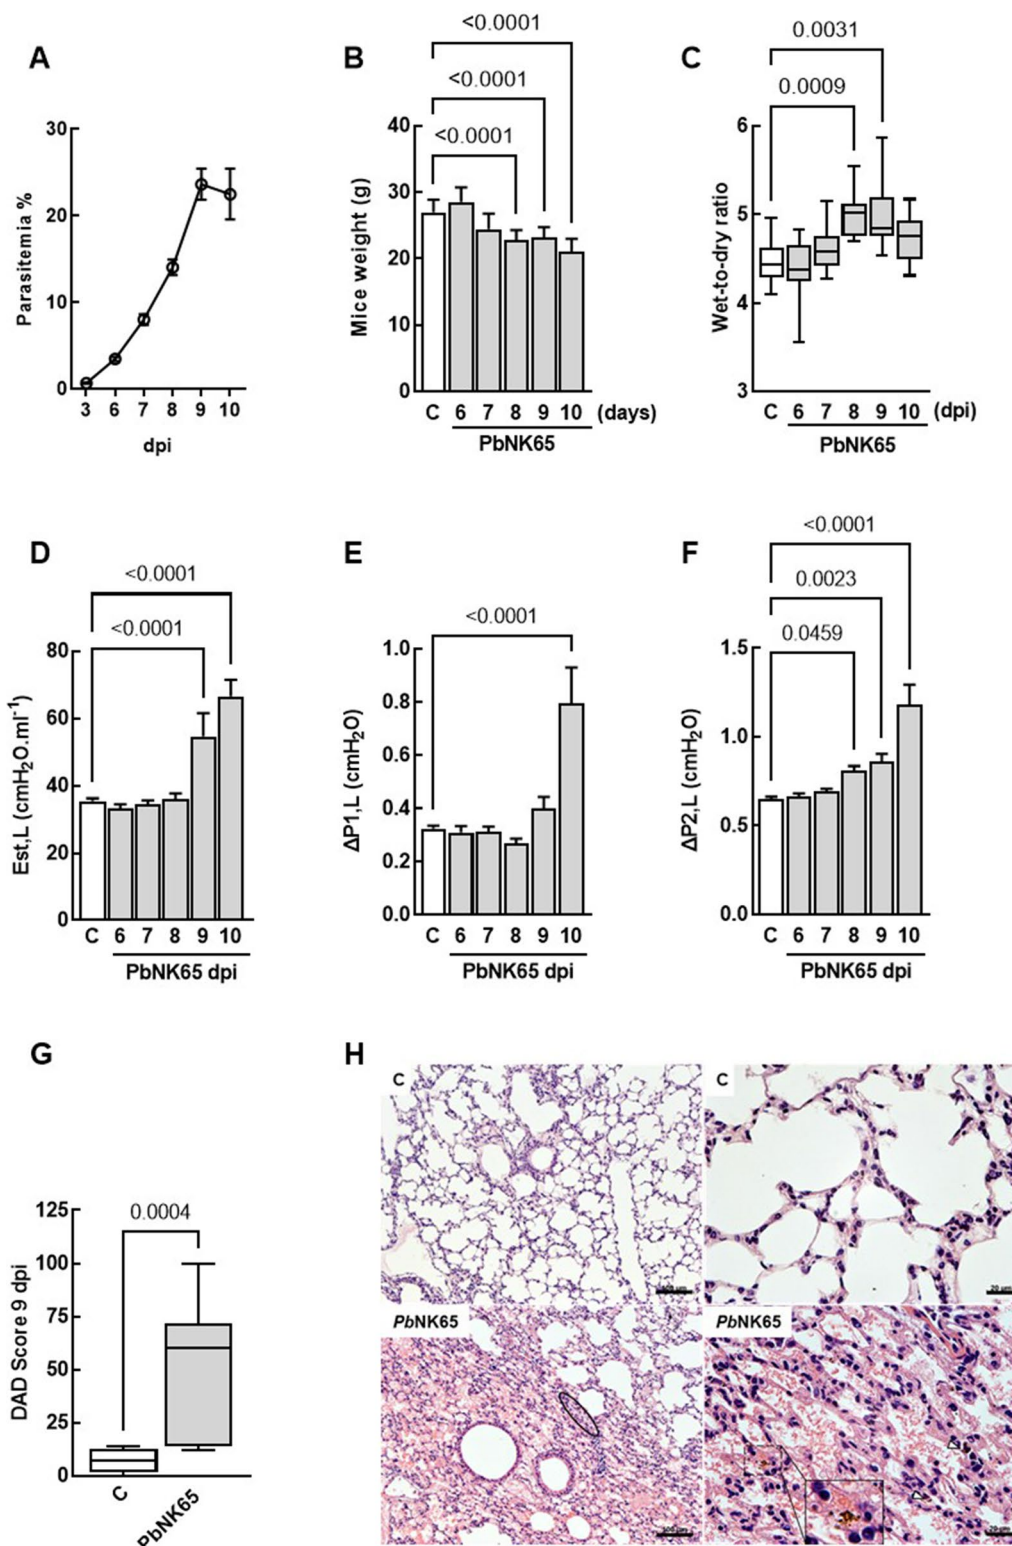 A
Parasitemia %
30
20
10
0
3 6 7 8 9 10
dpi
B
<0.0001
<0.0001
<0.0001
Mice weight (g)
40
30
20
10
0
C 6 7 8 9 10 (days)
PbNK65
C
0.0031
0.0009
Wet-to-dry ratio
6
5
4
3
C 6 7 8 9 10 (dpi)
PbNK65
D
<0.0001
<0.0001
Est,L (cmH₂O.ml⁻¹)
80
60
40
20
0
C 6 7 8 9 10
PbNK65 dpi
E
<0.0001
ΔP1,L (cmH₂O)
1.0
0.8
0.6
0.4
0.2
0.0
C 6 7 8 9 10
PbNK65 dpi
F
<0.0001
0.0023
0.0459
ΔP2,L (cmH₂O)
1.5
1.0
0.5
0.0
C 6 7 8 9 10
PbNK65 dpi
G
0.0004
DAD Score 9 dpi
125
100
75
50
25
0
C
PbNK65
H
C
C
20 µm
PbNK65
100 µm
PbNK65
20 µm